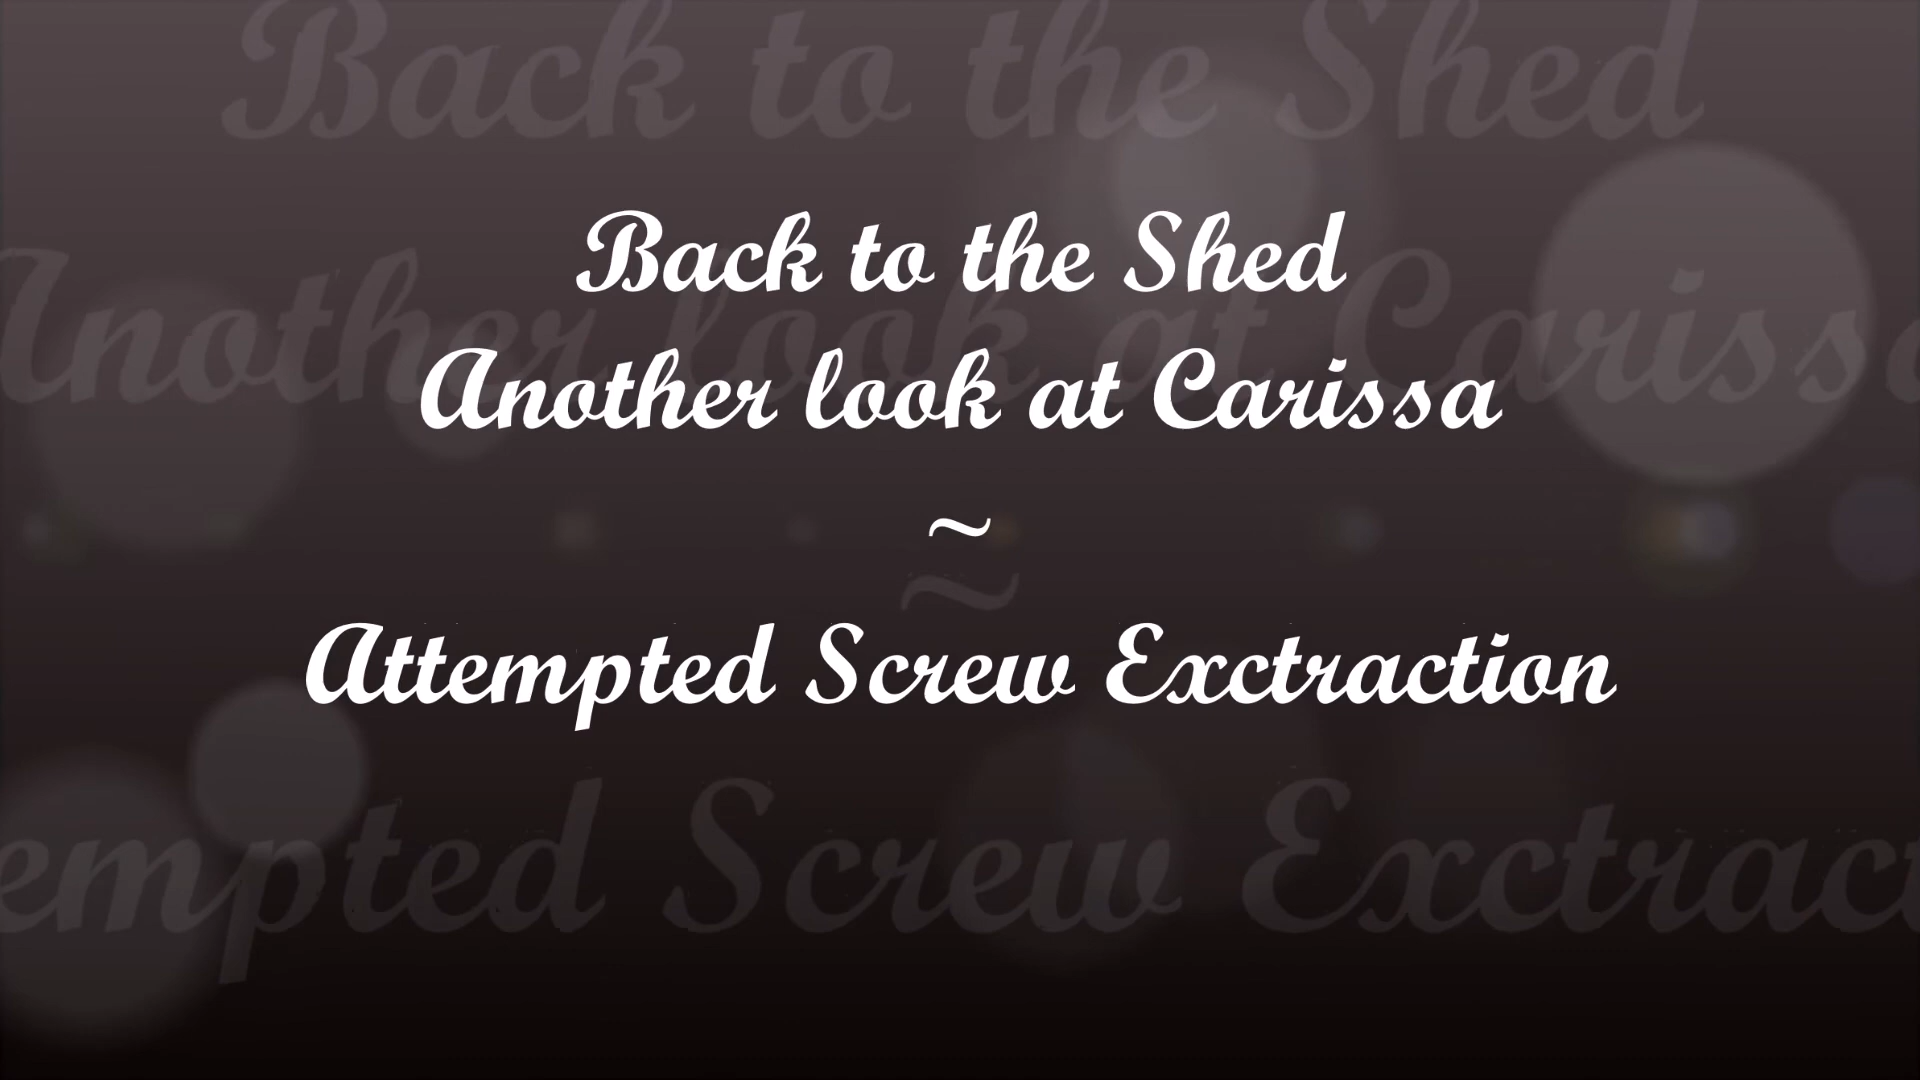 Back to the Shed
Another look at Carissa
~
Attempted Screw Exctraction